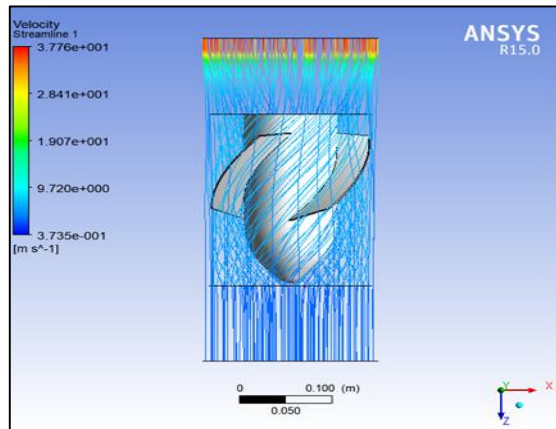 Velocity
Streamline 1
3.776e+001
2.841e+001
1.907e+001
9.720e+000
3.735e-001
[m s^-1]
ANSYS
R15.0
0 0.100 (m)
0.050
Y
X
Z